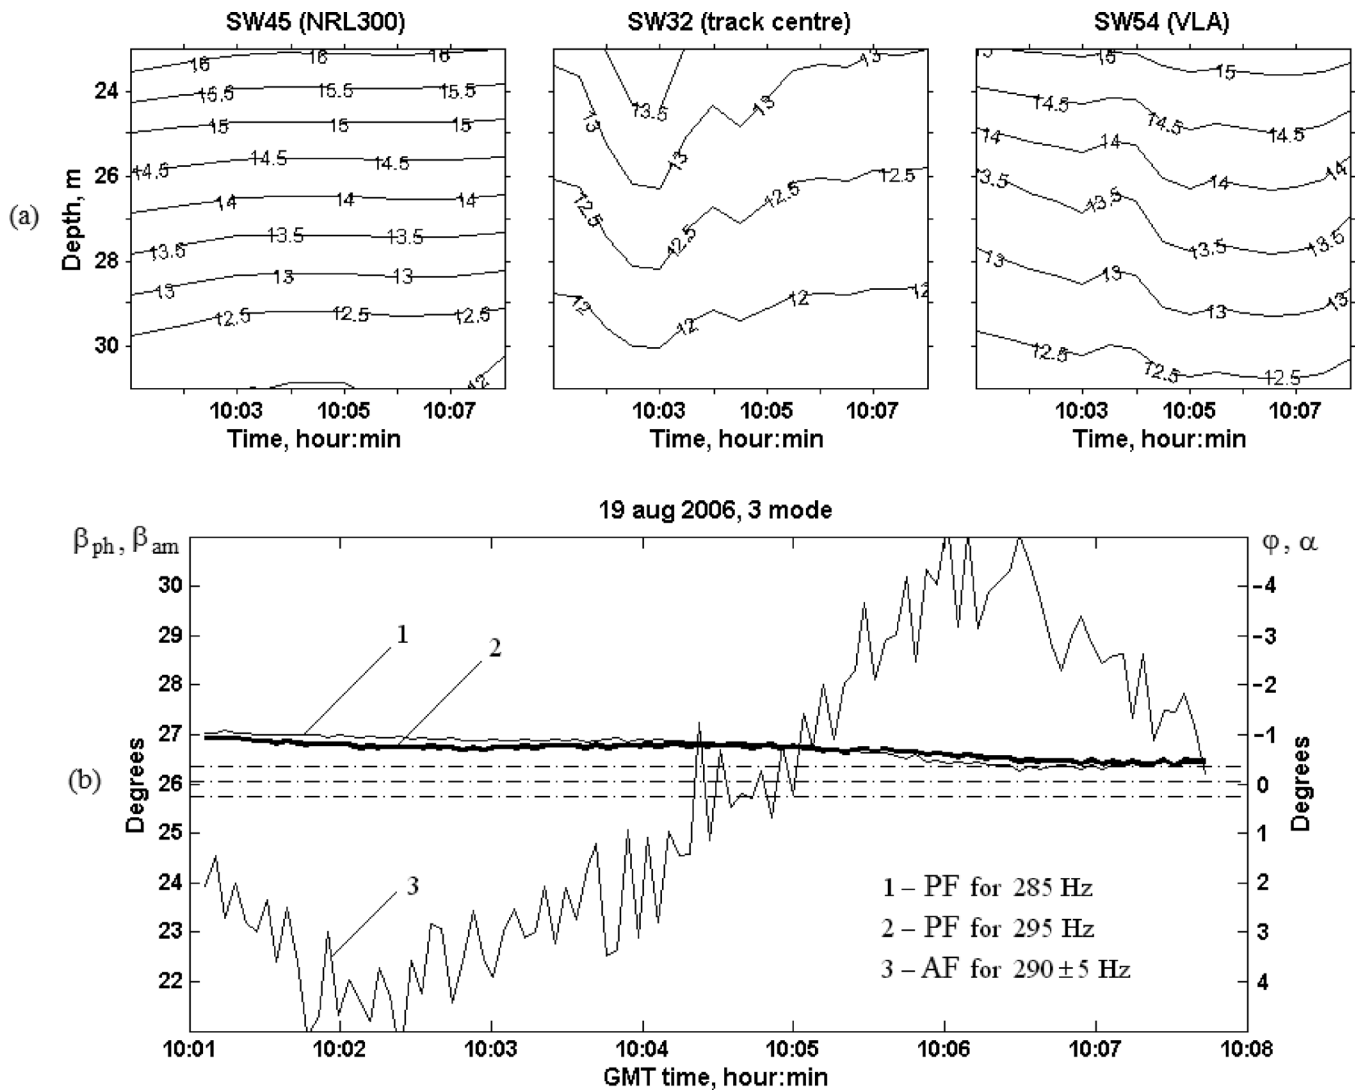 SW45 (NRL300) SW32 (track centre) SW54 (VLA)
16 16 16 13 15 15 15
24 15.5 15.5 15.5 13.5 14.5 14.5 14.5
15 15 15 13 13 13 14 14 14
26 14.5 14.5 14.5 12.5 12.5 12.5 12.5 13.5 13.5 13.5 13.5
14 14 14
(a) Depth, m
13.5 13.5 13.5
28 13 13 13 12 12 12 12 13 13 13
12.5 12.5 12.5
30 12 12.5 12.5 12.5
10:03 10:05 10:07 10:03 10:05 10:07 10:03 10:05 10:07
Time, hour:min Time, hour:min Time, hour:min
19 aug 2006, 3 mode
βph, βam φ, α
30 -4
29 1 2 -3
28 -2
27 -1
(b) Degrees 26 0 Degrees
25 1
24 3 1 – PF for 285 Hz 2
23 2 – PF for 295 Hz 3
22 3 – AF for 290 ± 5 Hz 4
10:01 10:02 10:03 10:04 10:05 10:06 10:07 10:08
GMT time, hour:min